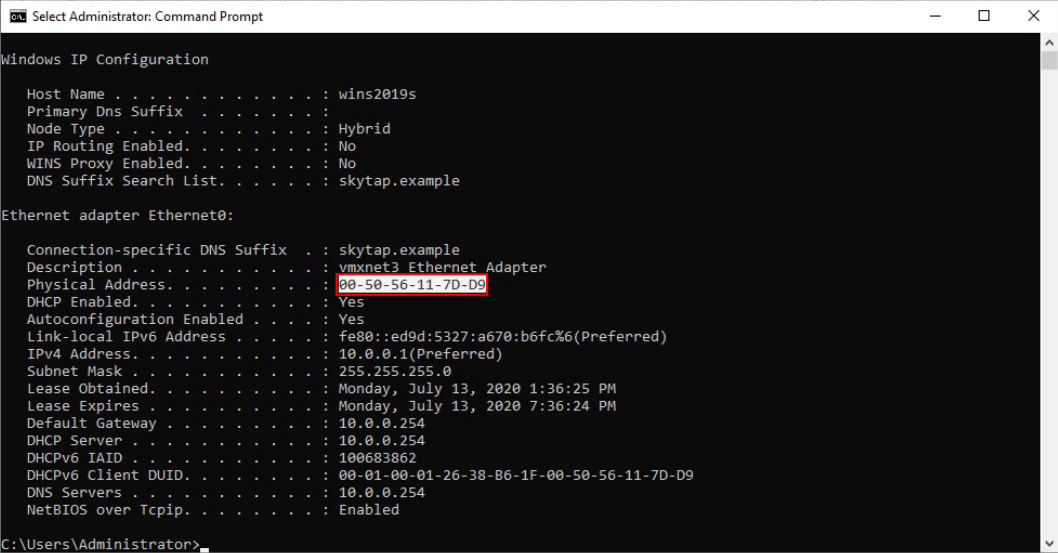 Select Administrator: Command Prompt
Windows IP Configuration
Host Name . . . . . . . . . . . . : wins2019s
Primary Dns Suffix  . . . . . . . :
Node Type . . . . . . . . . . . . : Hybrid
IP Routing Enabled. . . . . . . . : No
WINS Proxy Enabled. . . . . . . . : No
DNS Suffix Search List. . . . . . : skytap.example
Ethernet adapter Ethernet0:
Connection-specific DNS Suffix  . : skytap.example
Description . . . . . . . . . . . : vmxnet3 Ethernet Adapter
Physical Address. . . . . . . . . : 00-50-56-11-7D-D9
DHCP Enabled. . . . . . . . . . . : Yes
Autoconfiguration Enabled . . . . : Yes
Link-local IPv6 Address . . . . . : fe80::ed9d:5327:a670:b6fc%6(Preferred)
IPv4 Address. . . . . . . . . . . : 10.0.0.1(Preferred)
Subnet Mask . . . . . . . . . . . : 255.255.255.0
Lease Obtained. . . . . . . . . . : Monday, July 13, 2020 1:36:25 PM
Lease Expires . . . . . . . . . . : Monday, July 13, 2020 7:36:24 PM
Default Gateway . . . . . . . . . : 10.0.0.254
DHCP Server . . . . . . . . . . . : 10.0.0.254
DHCPv6 IAID . . . . . . . . . . . : 100683862
DHCPv6 Client DUID. . . . . . . . : 00-01-00-01-26-38-B6-1F-00-50-56-11-7D-D9
DNS Servers . . . . . . . . . . . : 10.0.0.254
NetBIOS over Tcpip. . . . . . . . : Enabled
C:\Users\Administrator>